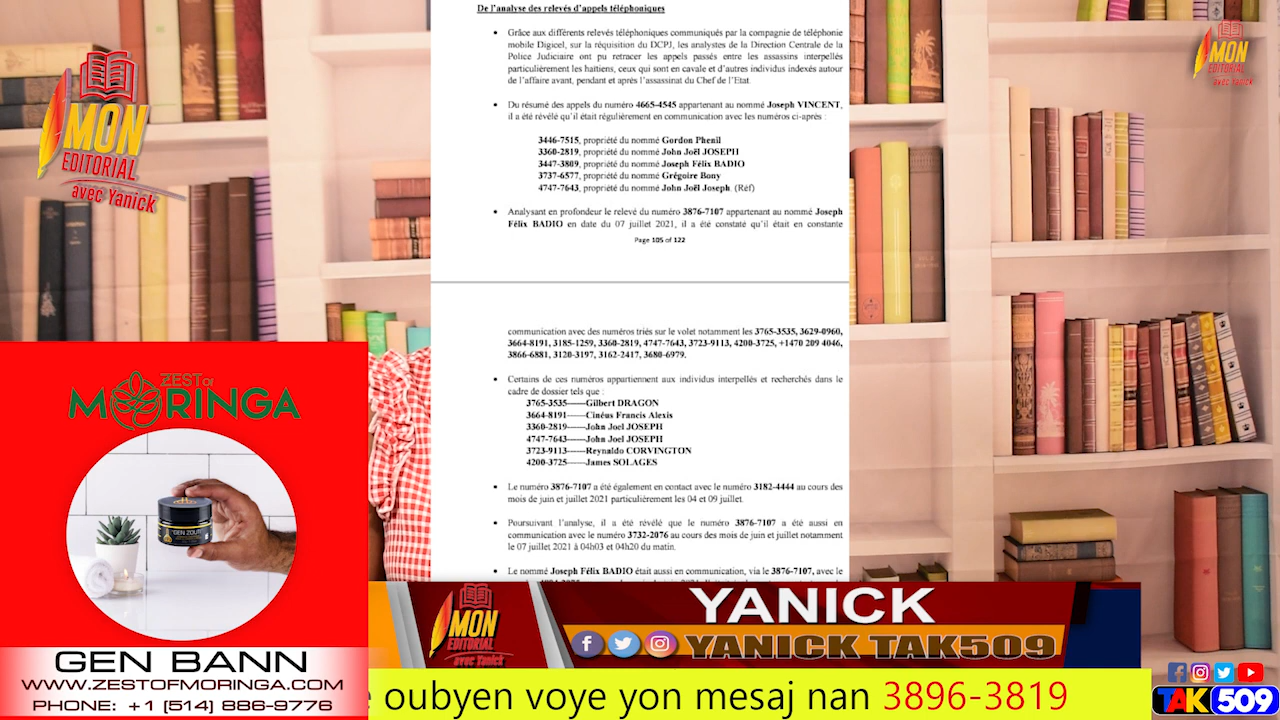 De l'analyse des relevés d'appels téléphoniques
Grâce aux différents relevés téléphoniques communiqués par la compagnie de téléphonie
mobile Digicel, sur la réquisition du DCPJ, les analystes de la Direction Centrale de la
Police Judiciaire ont pu retracer les appels passés entre les assassins interpellés
particulièrement les haïtiens, ceux qui sont en cavale et d'autres individus indexés autour
de l'affaire avant, pendant et après l'assassinat du Chef de l'Etat.
Du résumé des appels du numéro 4665-4545 appartenant au nommé Joseph VINCENT,
il a été révélé qu'il était régulièrement en communication avec les numéros ci-après :
3446-7515, propriété du nommé Gordon Phenil
3360-2819, propriété du nommé John Joël JOSEPH
3447-3809, propriété du nommé Joseph Félix BADIO
3737-6577, propriété du nommé Grégoire Bony
4747-7643, propriété du nommé John Joël Joseph. (Réf)
Analysant en profondeur le relevé du numéro 3876-7107 appartenant au nommé Joseph
Félix BADIO en date du 07 juillet 2021, il a été constaté qu'il était en constante
Page 105 of 122
communication avec des numéros triés sur le volet notamment les 3765-3535, 3629-0960,
3664-8191, 3185-1259, 3360-2819, 4747-7643, 3723-9113, 4200-3725, +1470 209 4046,
3866-6881, 3120-3197, 3162-2417, 3680-6979.
Certains de ces numéros appartiennent aux individus interpellés et recherchés dans le
cadre de dossier tels que :
3765-3535------Gilbert DRAGON
3664-8191------Cinéus Francis Alexis
3360-2819------John Joel JOSEPH
4747-7643------John Joel JOSEPH
3723-9113------Reynaldo CORVINGTON
4200-3725------James SOLAGES
Le numéro 3876-7107 a été également en contact avec le numéro 3182-4444 au cours des
mois de juin et juillet 2021 particulièrement les 04 et 09 juillet.
Poursuivant l'analyse, il a été révélé que le numéro 3876-7107 a été aussi en
communication avec le numéro 3732-2076 au cours des mois de juin et juillet notamment
le 07 juillet 2021 à 04h03 et 04h20 du matin.
Le nommé Joseph Félix BADIO était aussi en communication, via le 3876-7107, avec le
MON
EDITORIAL
avec Yanick
MON
EDITORIAL
avec Yanick
ZEST OF
MORINGA
"GEN ZOUTI"
GEN BANN
WWW.ZESTOFMORINGA.COM
PHONE: +1 (514) 886-9776
MON
EDITORIAL
avec Yanick
YANICK
YANICK TAK509
oubyen voye yon mesaj nan 3896-3819
TAK 509